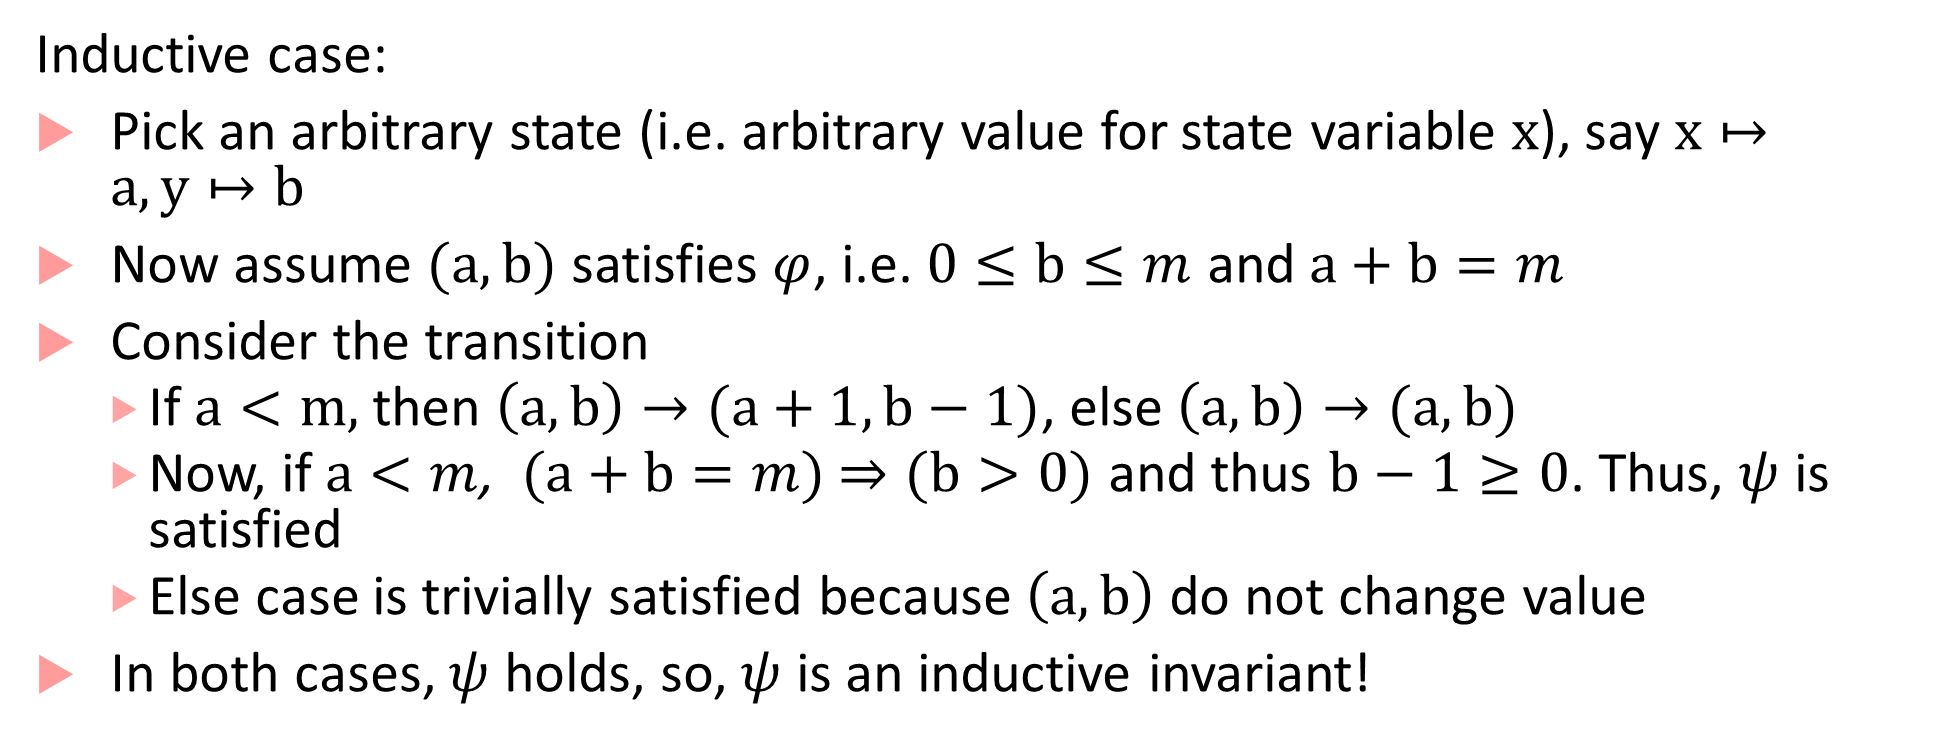 Inductive case:
Pick an arbitrary state (i.e. arbitrary value for state variable x), say x ↦
a, y ↦ b
Now assume (a, b) satisfies φ, i.e. 0 ≤ b ≤ m and a + b = m
Consider the transition
If a < m, then (a, b) → (a + 1, b − 1), else (a, b) → (a, b)
Now, if a < m, (a + b = m) ⇒ (b > 0) and thus b − 1 ≥ 0. Thus, ψ is
satisfied
Else case is trivially satisfied because (a, b) do not change value
In both cases, ψ holds, so, ψ is an inductive invariant!